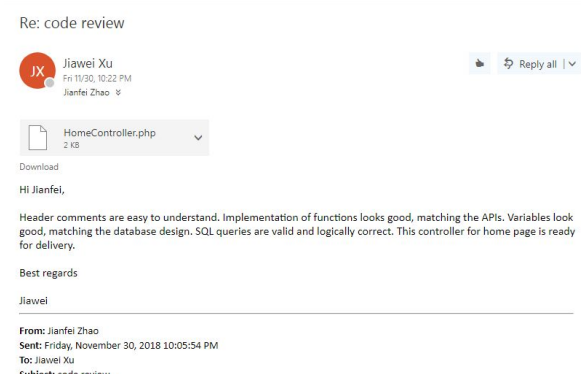 Re: code review
JX
Jiawei Xu
Fri 11/30, 10:22 PM
Jianfei Zhao
Reply all
HomeController.php
2 KB
Download
Hi Jianfei,
Header comments are easy to understand. Implementation of functions looks good, matching the APIs. Variables look
good, matching the database design. SQL queries are valid and logically correct. This controller for home page is ready
for delivery.
Best regards
Jiawei
From: Jianfei Zhao
Sent: Friday, November 30, 2018 10:05:54 PM
To: Jiawei Xu
Subject: code review